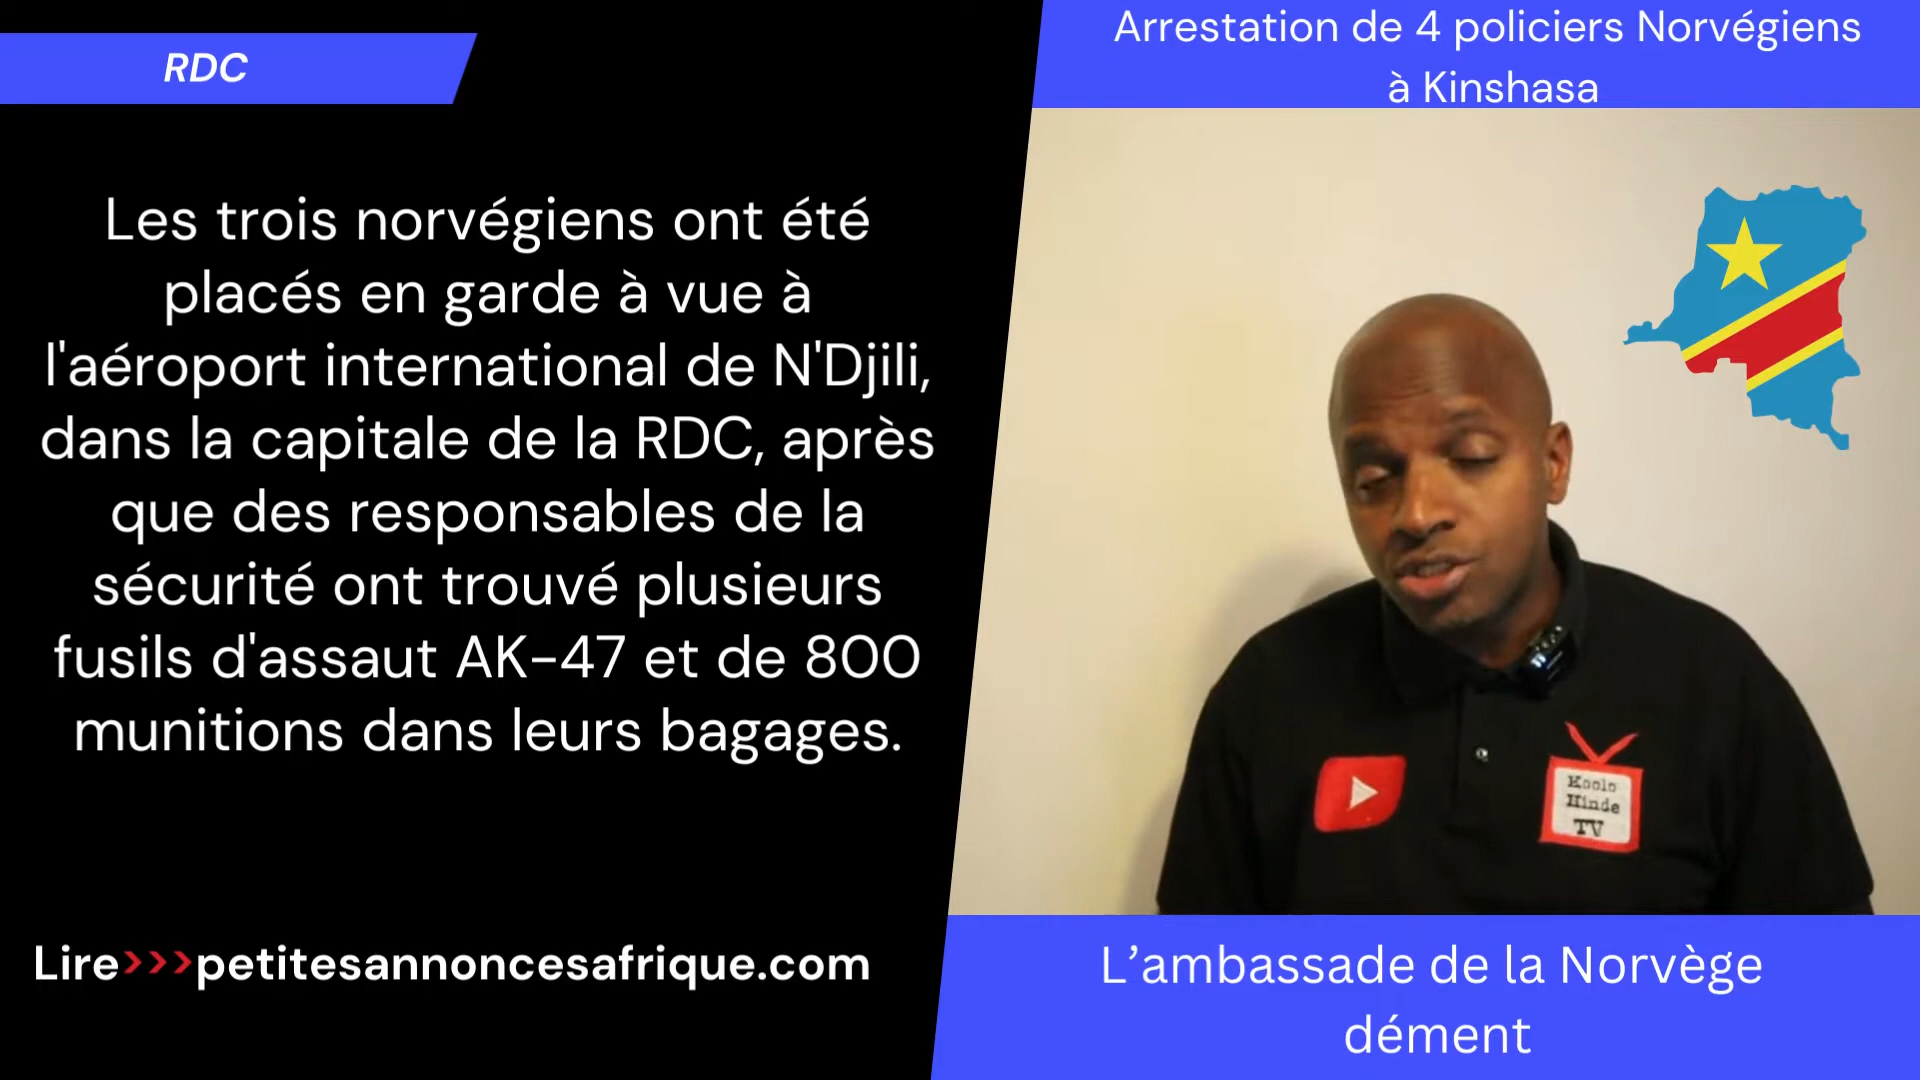 RDC
Arrestation de 4 policiers Norvégiens
à Kinshasa
Les trois norvégiens ont été
placés en garde à vue à
l'aéroport international de N'Djili,
dans la capitale de la RDC, après
que des responsables de la
sécurité ont trouvé plusieurs
fusils d'assaut AK-47 et de 800
munitions dans leurs bagages.
Koolo
Hinde
TV
Lire>>>petitesannoncesafrique.com
L’ambassade de la Norvège
dément